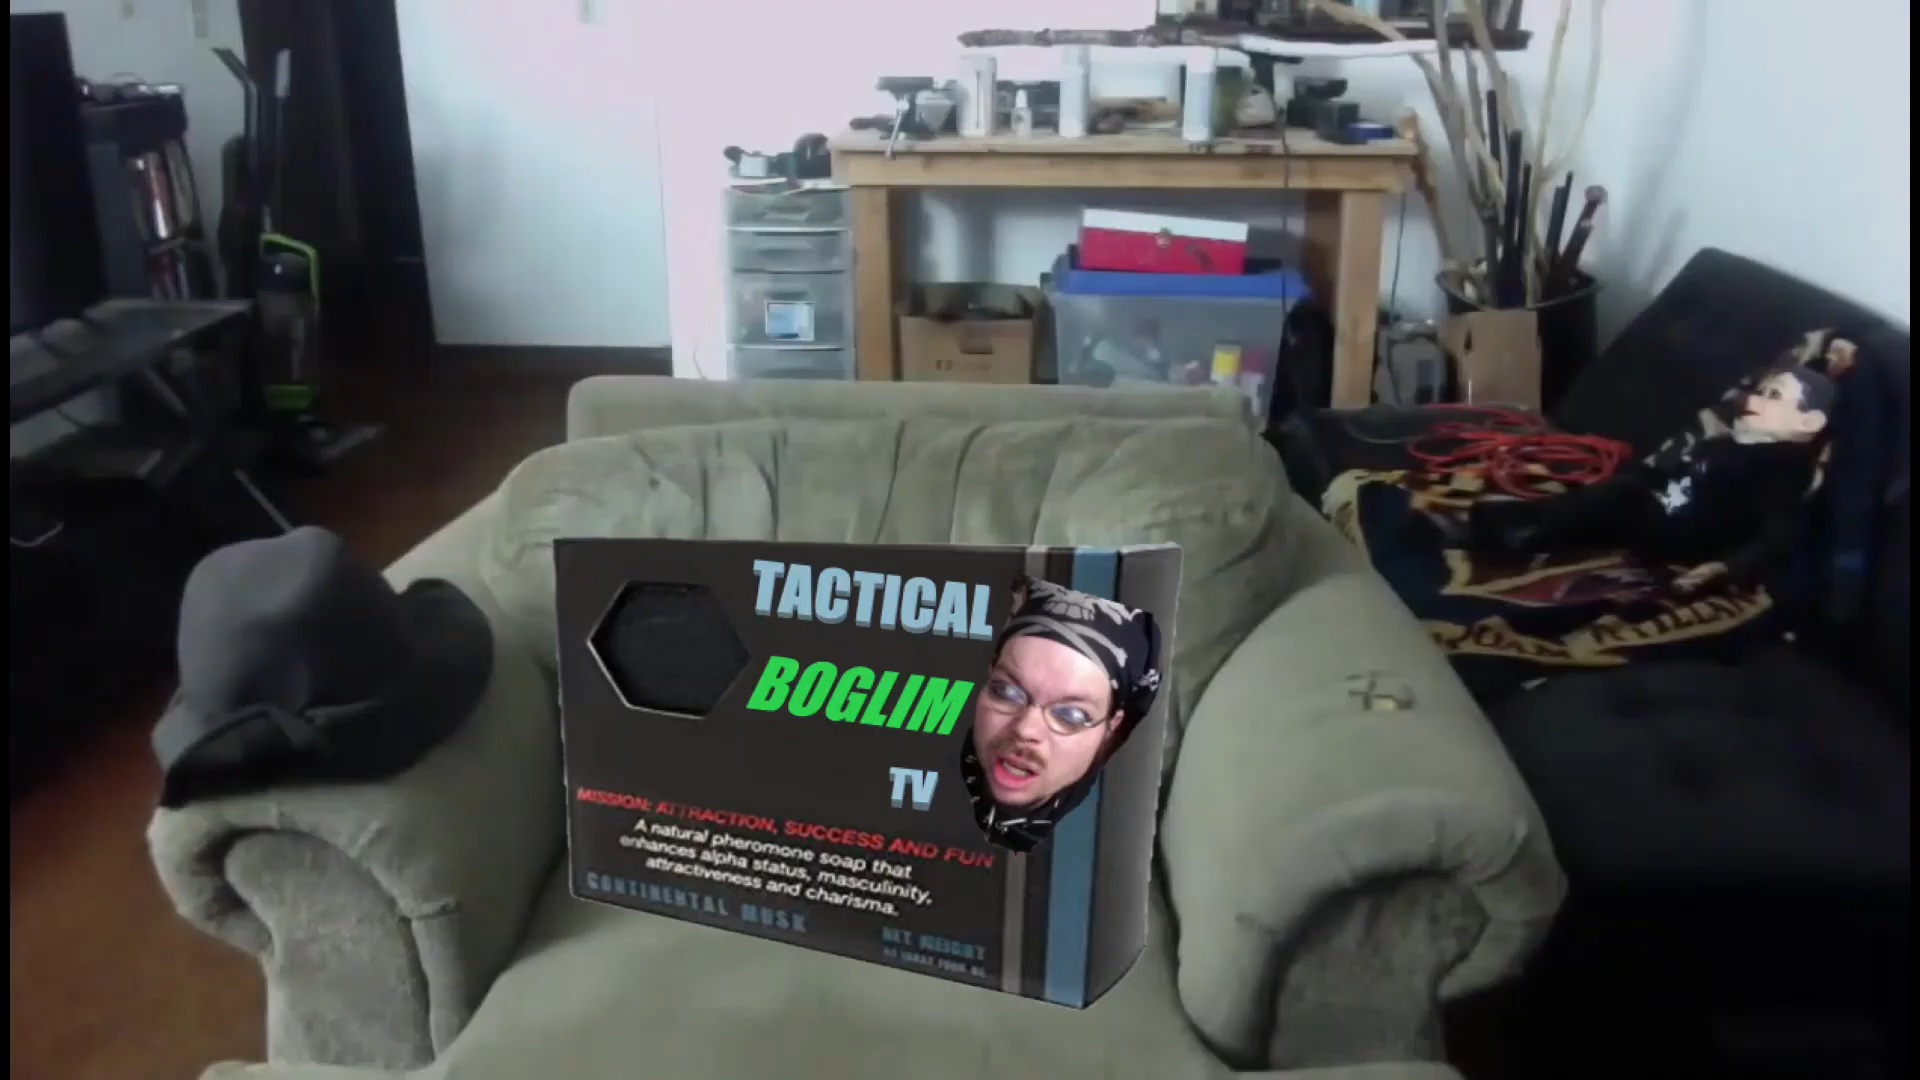 TACTICAL
BOGLIM
TV
MISSION: ATTRACTION, SUCCESS AND FUN
A natural pheromone soap that
enhances alpha status, masculinity,
attractiveness and charisma.
CONTINENTAL MUSK
NET WEIGHT